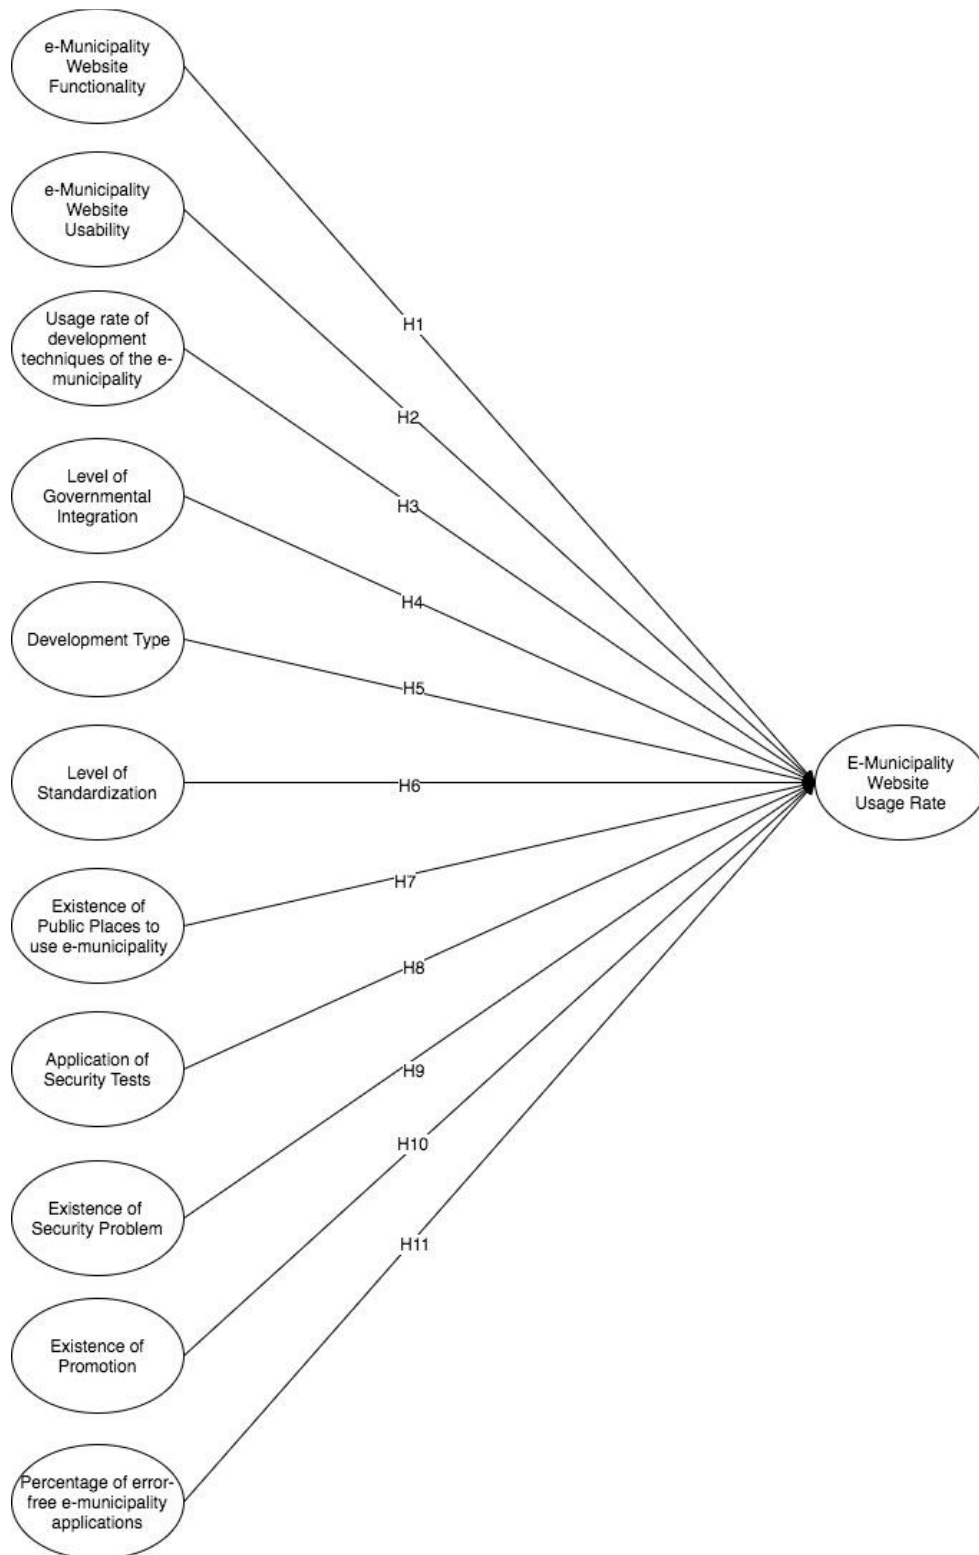 e-Municipality
Website
Functionality
e-Municipality
Website
Usability
Usage rate of
development
techniques of the e-
municipality
Level of
Governmental
Integration
Development Type
Level of
Standardization
Existence of
Public Places to
use e-municipality
Application of
Security Tests
Existence of
Security Problem
Existence of
Promotion
Percentage of error-
free e-municipality
applications
H1
H2
H3
H4
H5
H6
H7
H8
H9
H10
H11
E-Municipality
Website
Usage Rate